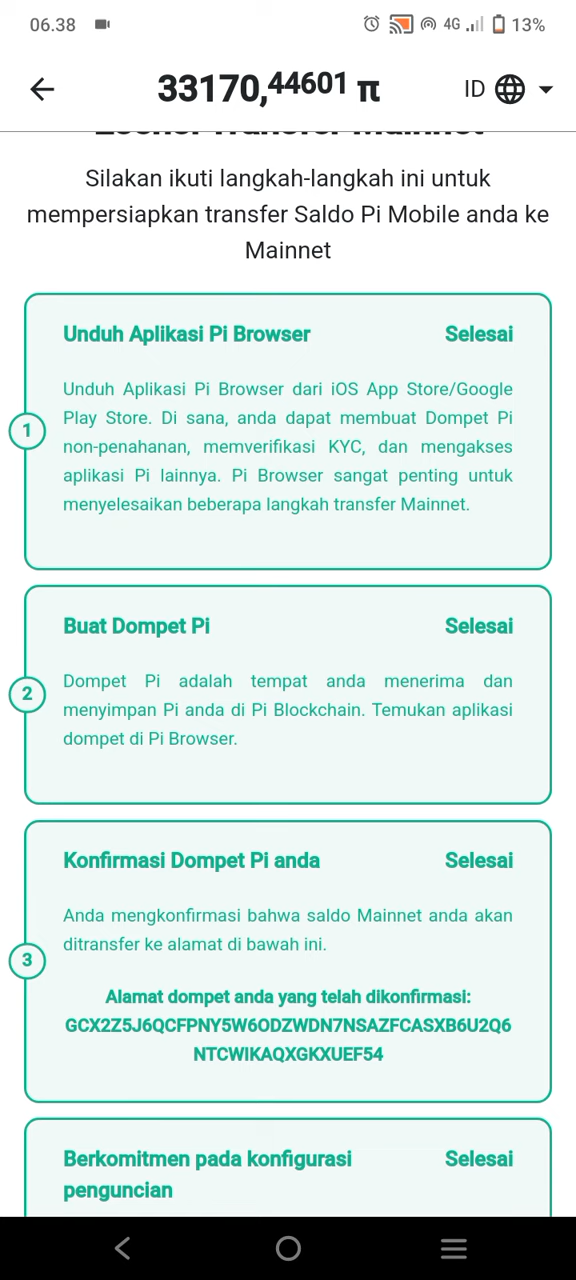 06.38
4G
13%
33170,44601 π
ID
Silakan ikuti langkah-langkah ini untuk
mempersiapkan transfer Saldo Pi Mobile anda ke
Mainnet
Unduh Aplikasi Pi Browser
Selesai
1
Unduh Aplikasi Pi Browser dari iOS App Store/Google
Play Store. Di sana, anda dapat membuat Dompet Pi
non-penahanan, memverifikasi KYC, dan mengakses
aplikasi Pi lainnya. Pi Browser sangat penting untuk
menyelesaikan beberapa langkah transfer Mainnet.
Buat Dompet Pi
Selesai
2
Dompet Pi adalah tempat anda menerima dan
menyimpan Pi anda di Pi Blockchain. Temukan aplikasi
dompet di Pi Browser.
Konfirmasi Dompet Pi anda
Selesai
3
Anda mengkonfirmasi bahwa saldo Mainnet anda akan
ditransfer ke alamat di bawah ini.
Alamat dompet anda yang telah dikonfirmasi:
GCX2Z5J6QCFPNY5W6ODZWDN7NSAZFCASXB6U2Q6
NTCWIKAQXGKXUEF54
Berkomitmen pada konfigurasi
penguncian
Selesai